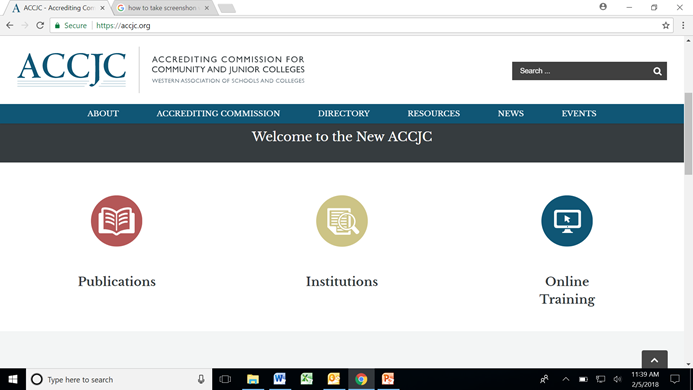 ACCJC - Accrediting Com
how to take screenshon
Secure
https://accjc.org
ACCJC
ACCREDITING COMMISSION FOR
COMMUNITY AND JUNIOR COLLEGES
WESTERN ASSOCIATION OF SCHOOLS AND COLLEGES
Search ...
ABOUT ACCREDITING COMMISSION DIRECTORY RESOURCES NEWS EVENTS
Welcome to the New ACCJC
Publications
Institutions
Online
Training
Type here to search
11:39 AM
2/5/2018